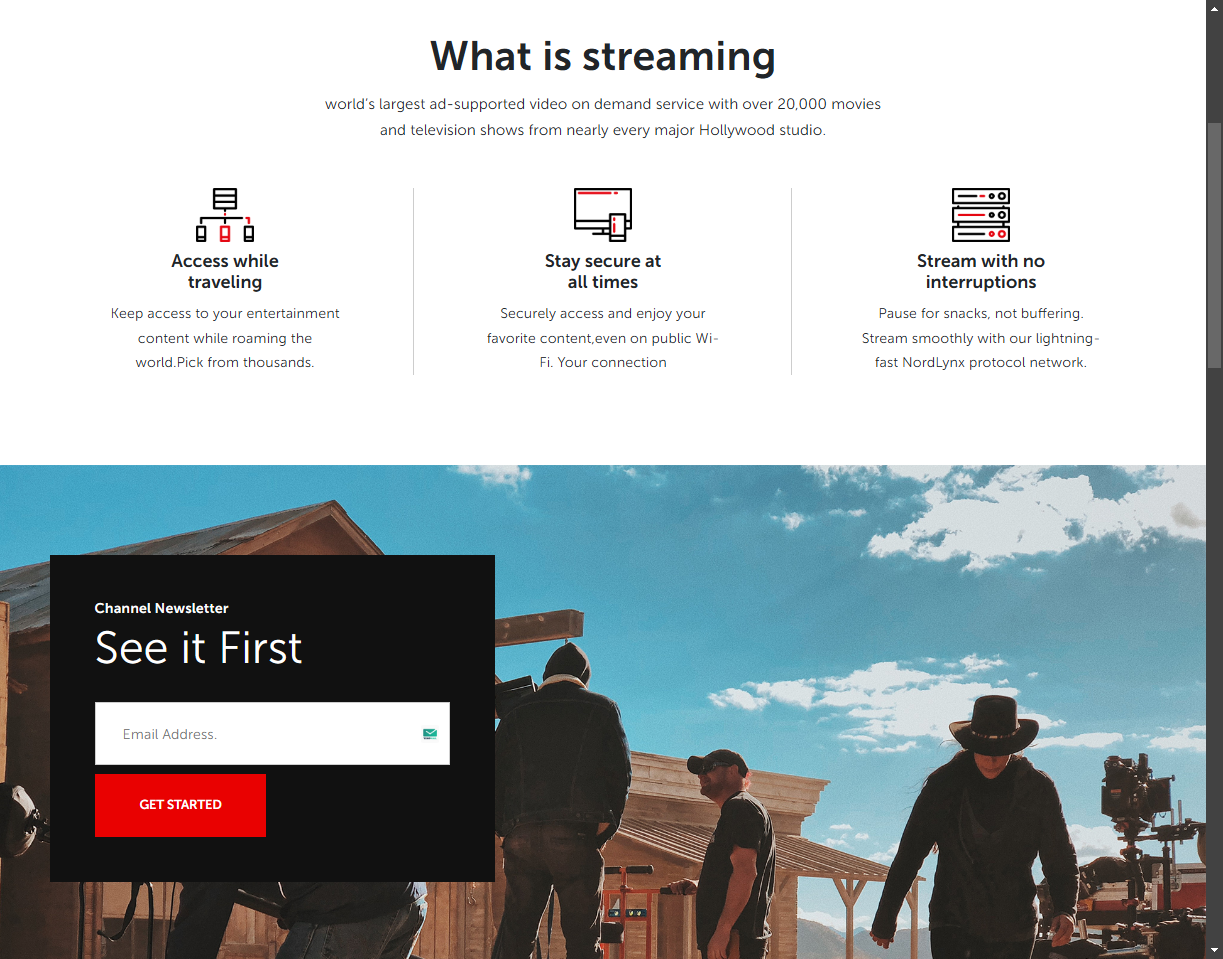 What is streaming
world's largest ad-supported video on demand service with over 20,000 movies
and television shows from nearly every major Hollywood studio.
Access while
traveling
Keep access to your entertainment
content while roaming the
world.Pick from thousands.
Stay secure at
all times
Securely access and enjoy your
favorite content,even on public Wi-
Fi. Your connection
Stream with no
interruptions
Pause for snacks, not buffering.
Stream smoothly with our lightning-
fast NordLynx protocol network.
Channel Newsletter
See it First
Email Address.
GET STARTED